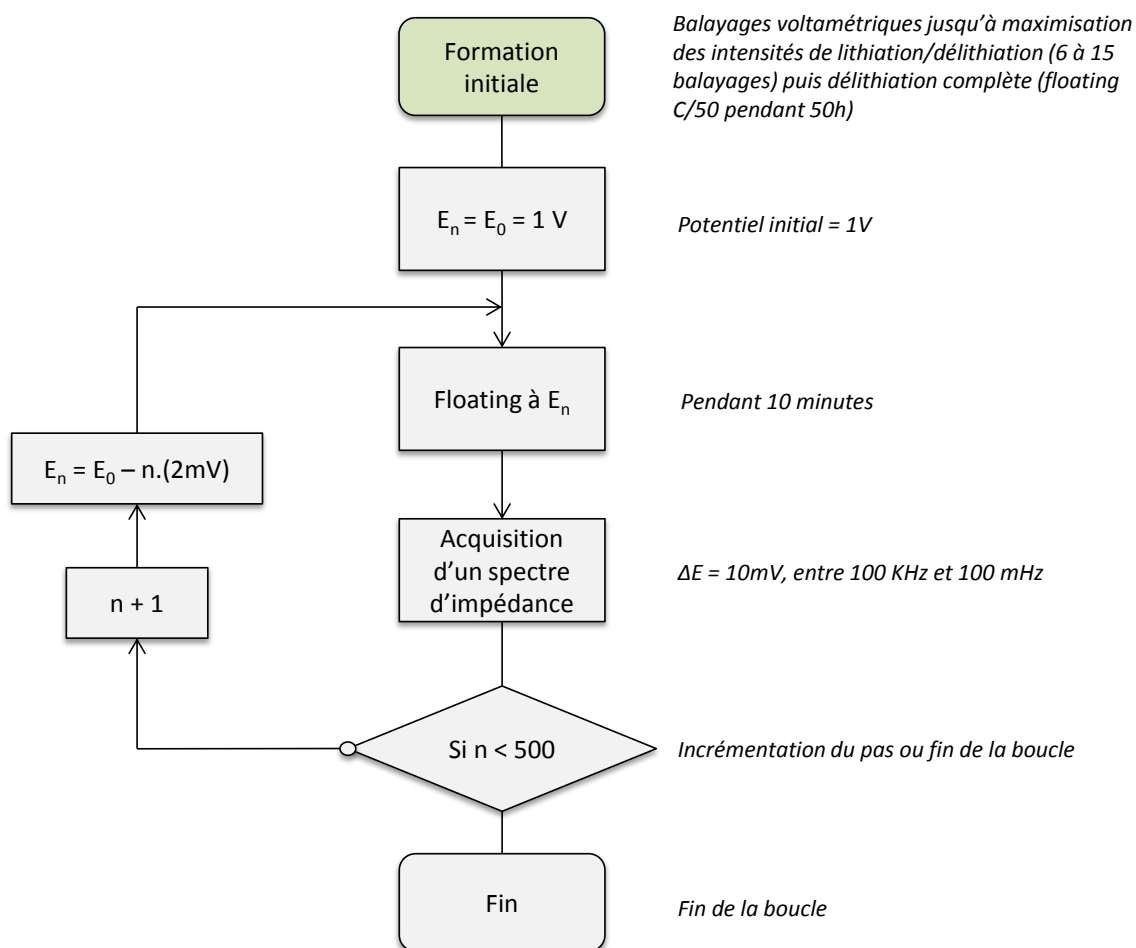 Formation
initiale
Balayages voltamétriques jusqu’à maximisation
des intensités de lithiation/délithiation (6 à 15
balayages) puis délithiation complète (floating
C/50 pendant 50h)
Eₙ = E₀ = 1 V
Potentiel initial = 1V
Floating à Eₙ
Pendant 10 minutes
Eₙ = E₀ – n.(2mV)
Acquisition
d’un spectre
d’impédance
ΔE = 10mV, entre 100 KHz et 100 mHz
n + 1
Si n < 500
Incrémentation du pas ou fin de la boucle
Fin
Fin de la boucle